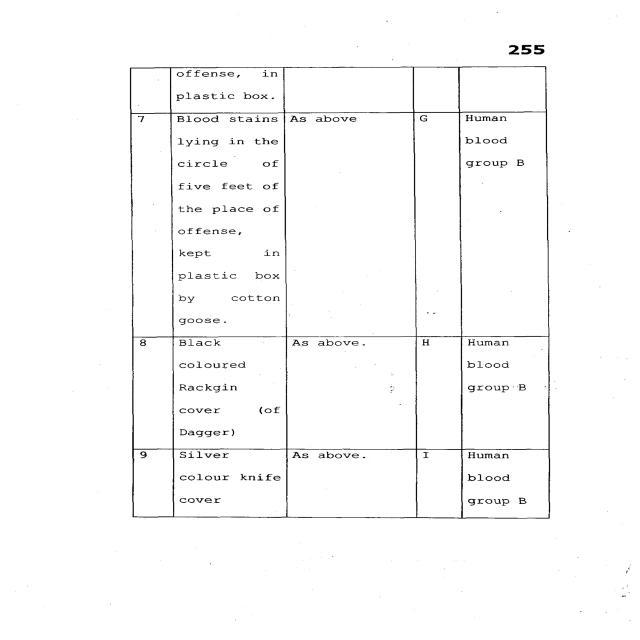 255
offense, in
plastic box.
7 Blood stains As above G Human
lying in the blood
circle of group B
five feet of
the place of
offense,
kept in
plastic box
by cotton
goose.
8 Black As above. H Human
coloured blood
Rackgin group B
cover (of
Dagger)
9 Silver As above. I Human
colour knife blood
cover group B